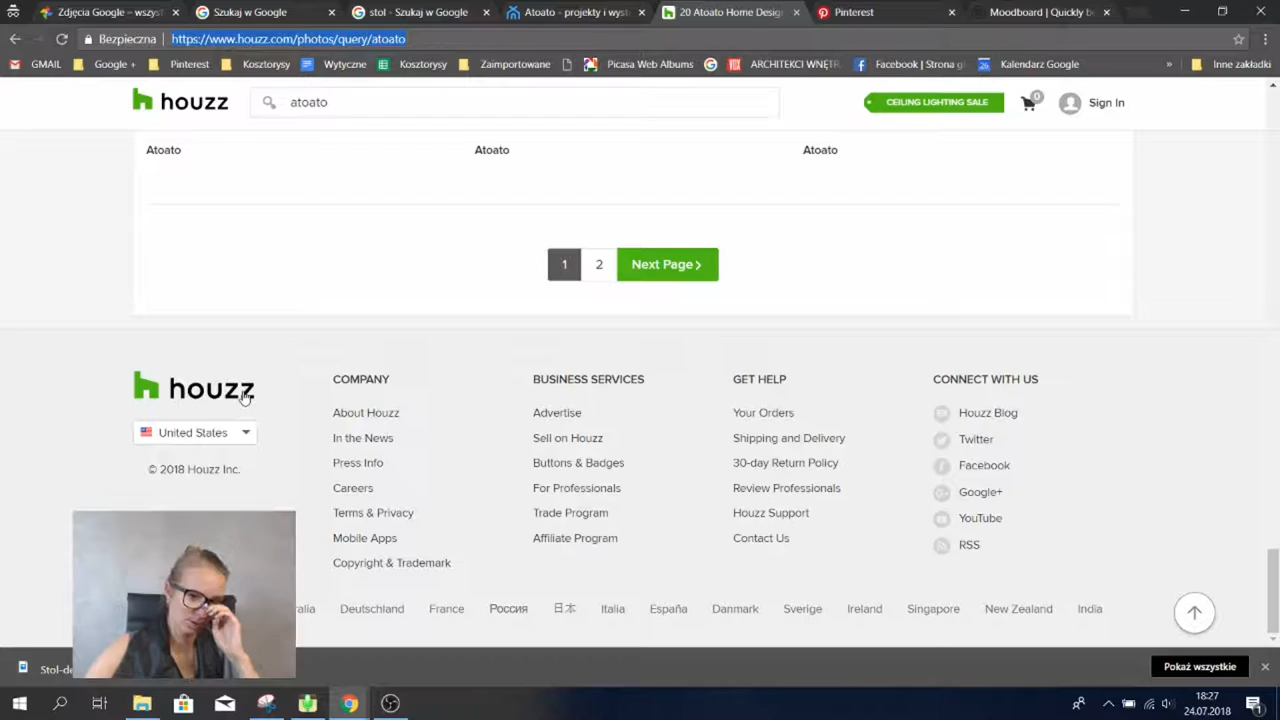 Zdjęcia Google – wszyst
Szukaj w Google
stol - Szukaj w Google
Atoato – projekty i wyst
20 Atoato Home Desig
Pinterest
Moodboard | Quickly b
Bezpieczna
https://www.houzz.com/photos/query/atoato
GMAIL
Google +
Pinterest
Kosztorysy
Wytyczne
Kosztorysy
Zaimportowane
Picasa Web Albums
ARCHITEKCI WNĘTR
Facebook | Strona g
Kalendarz Google
»
Inne zakładki
houzz
atoato
CEILING LIGHTING SALE
0
Sign In
Atoato
Atoato
Atoato
1
2
Next Page
houzz
United States
© 2018 Houzz Inc.
COMPANY
About Houzz
In the News
Press Info
Careers
Terms & Privacy
Mobile Apps
Copyright & Trademark
BUSINESS SERVICES
Advertise
Sell on Houzz
Buttons & Badges
For Professionals
Trade Program
Affiliate Program
GET HELP
Your Orders
Shipping and Delivery
30-day Return Policy
Review Professionals
Houzz Support
Contact Us
CONNECT WITH US
Houzz Blog
Twitter
Facebook
Google+
YouTube
RSS
ralia
Deutschland
France
Россия
日本
Italia
España
Danmark
Sverige
Ireland
Singapore
New Zealand
India
Stol-de
Pokaż wszystkie
18:27
24.07.2018